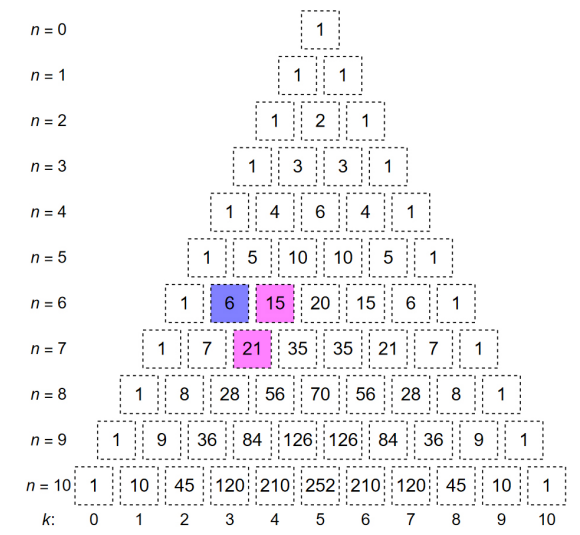 n = 0 1
n = 1 1 1
n = 2 1 2 1
n = 3 1 3 3 1
n = 4 1 4 6 4 1
n = 5 1 5 10 10 5 1
n = 6 1 6 15 20 15 6 1
n = 7 1 7 21 35 35 21 7 1
n = 8 1 8 28 56 70 56 28 8 1
n = 9 1 9 36 84 126 126 84 36 9 1
n = 10 1 10 45 120 210 252 210 120 45 10 1
k: 0 1 2 3 4 5 6 7 8 9 10